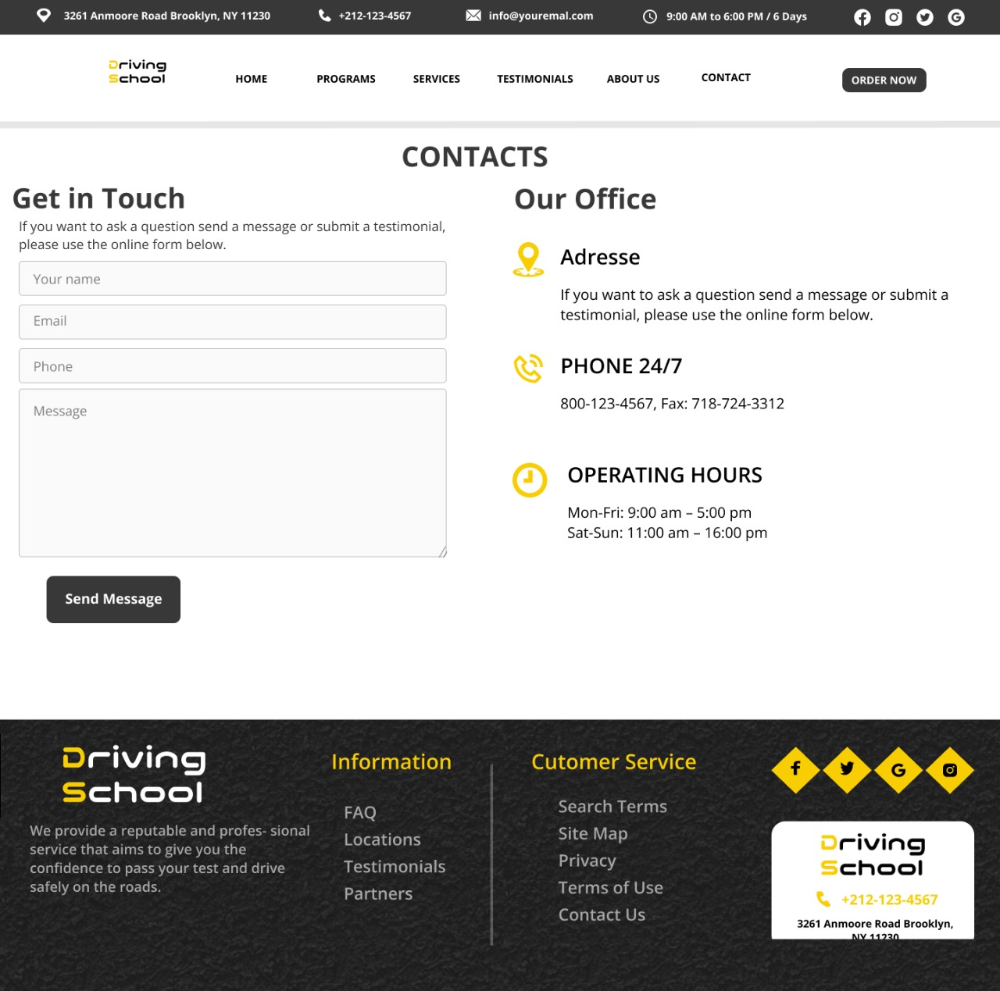 3261 Anmoore Road Brooklyn, NY 11230
+212-123-4567
info@youremal.com
9:00 AM to 6:00 PM / 6 Days
Driving
School
HOME
PROGRAMS
SERVICES
TESTIMONIALS
ABOUT US
CONTACT
ORDER NOW
CONTACTS
Get in Touch
If you want to ask a question send a message or submit a testimonial,
please use the online form below.
Your name
Email
Phone
Message
Send Message
Our Office
Adresse
If you want to ask a question send a message or submit a
testimonial, please use the online form below.
PHONE 24/7
800-123-4567, Fax: 718-724-3312
OPERATING HOURS
Mon-Fri: 9:00 am – 5:00 pm
Sat-Sun: 11:00 am – 16:00 pm
Driving
School
We provide a reputable and profes- sional
service that aims to give you the
confidence to pass your test and drive
safely on the roads.
Information
FAQ
Locations
Testimonials
Partners
Cutomer Service
Search Terms
Site Map
Privacy
Terms of Use
Contact Us
Driving
School
+212-123-4567
3261 Anmoore Road Brooklyn,
NY 11230